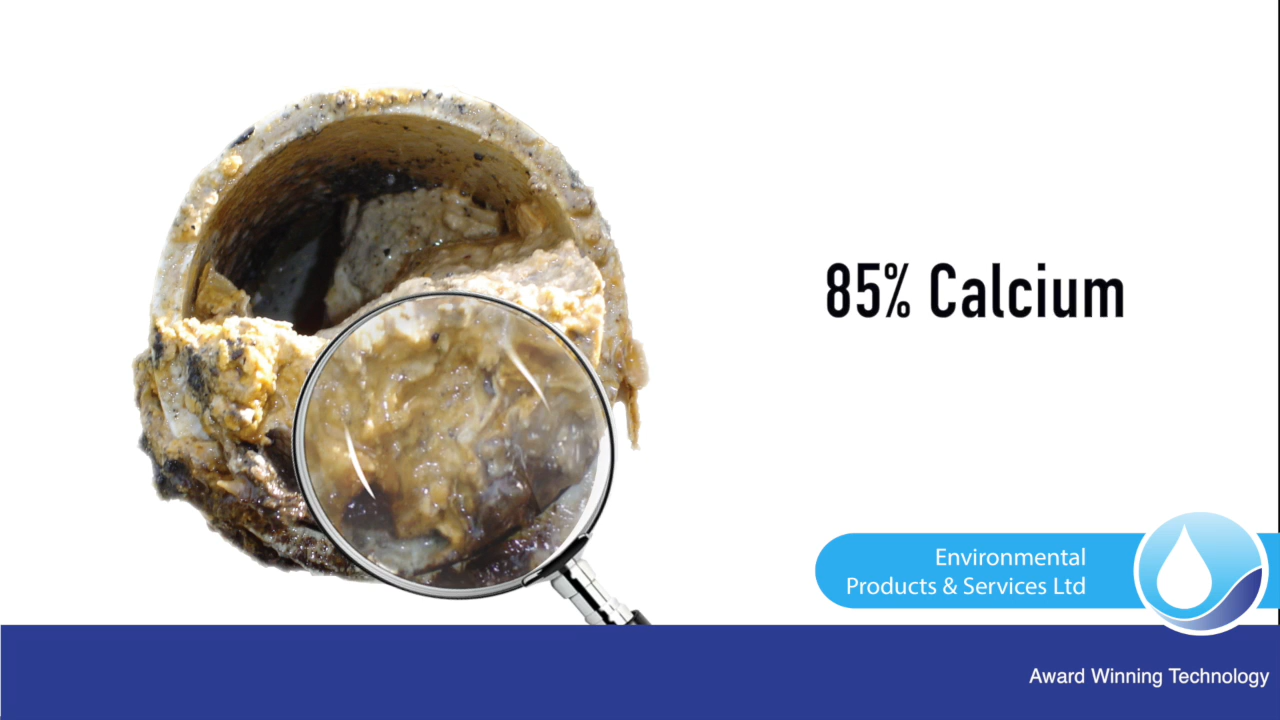 85% Calcium
Environmental
Products & Services Ltd
Award Winning Technology